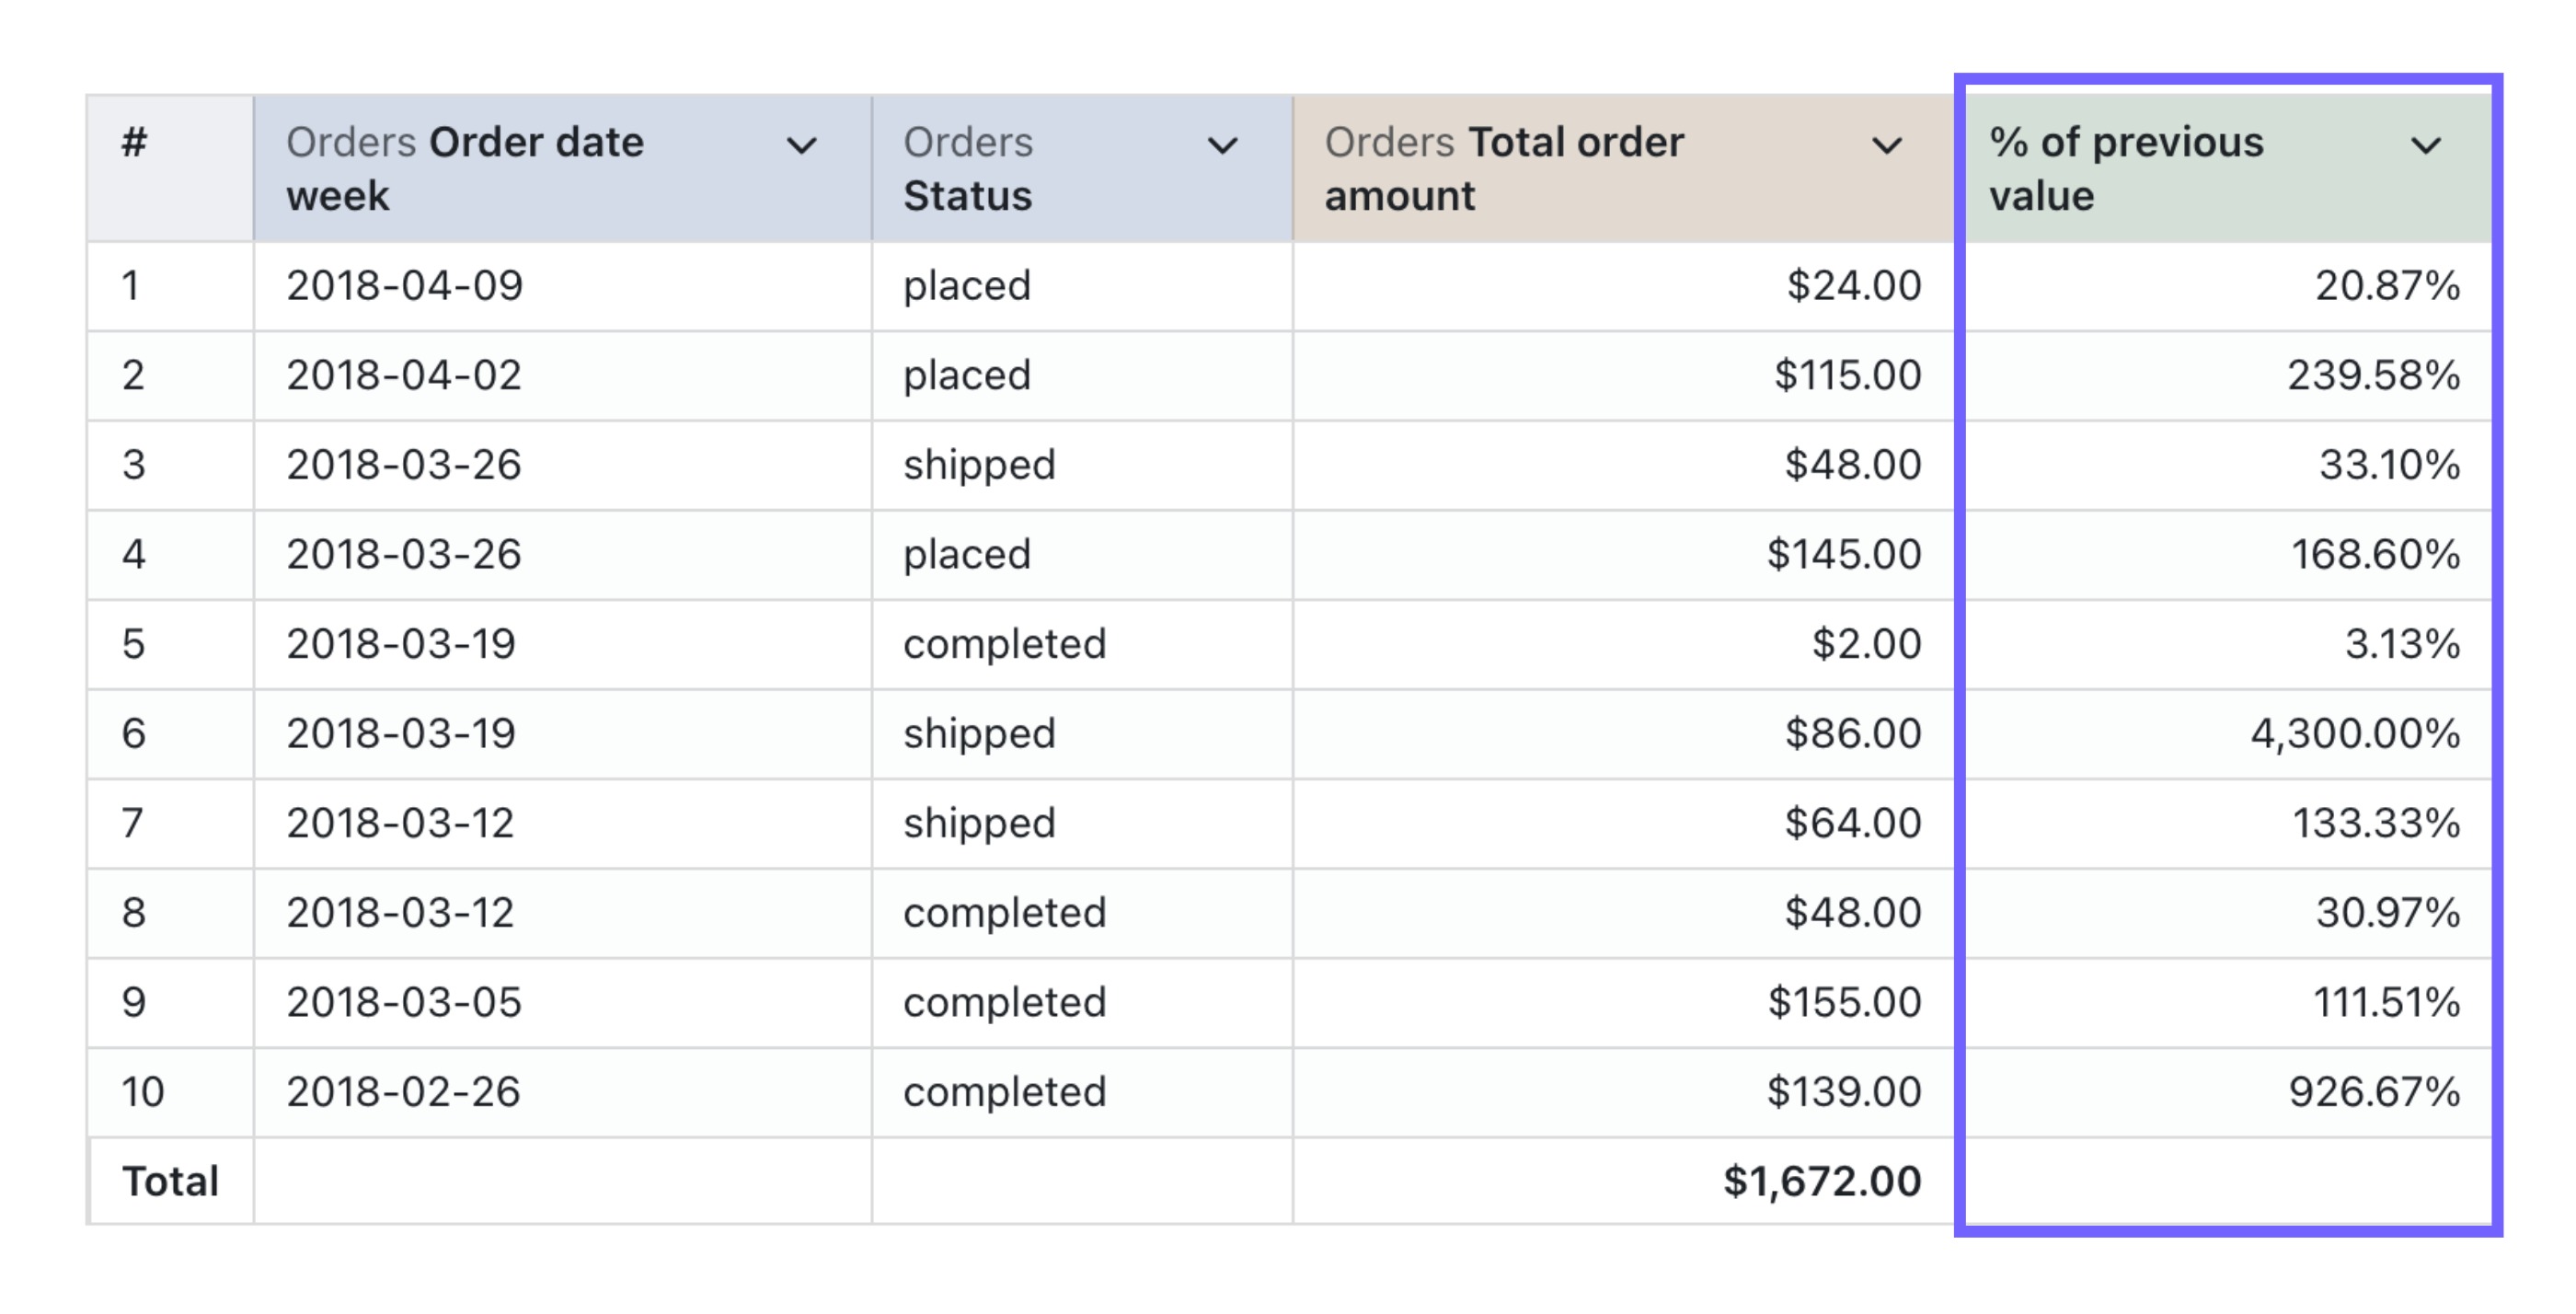 # Orders Order date week Orders Status Orders Total order amount % of previous value
1 2018-04-09 placed $24.00 20.87%
2 2018-04-02 placed $115.00 239.58%
3 2018-03-26 shipped $48.00 33.10%
4 2018-03-26 placed $145.00 168.60%
5 2018-03-19 completed $2.00 3.13%
6 2018-03-19 shipped $86.00 4,300.00%
7 2018-03-12 shipped $64.00 133.33%
8 2018-03-12 completed $48.00 30.97%
9 2018-03-05 completed $155.00 111.51%
10 2018-02-26 completed $139.00 926.67%
Total $1,672.00